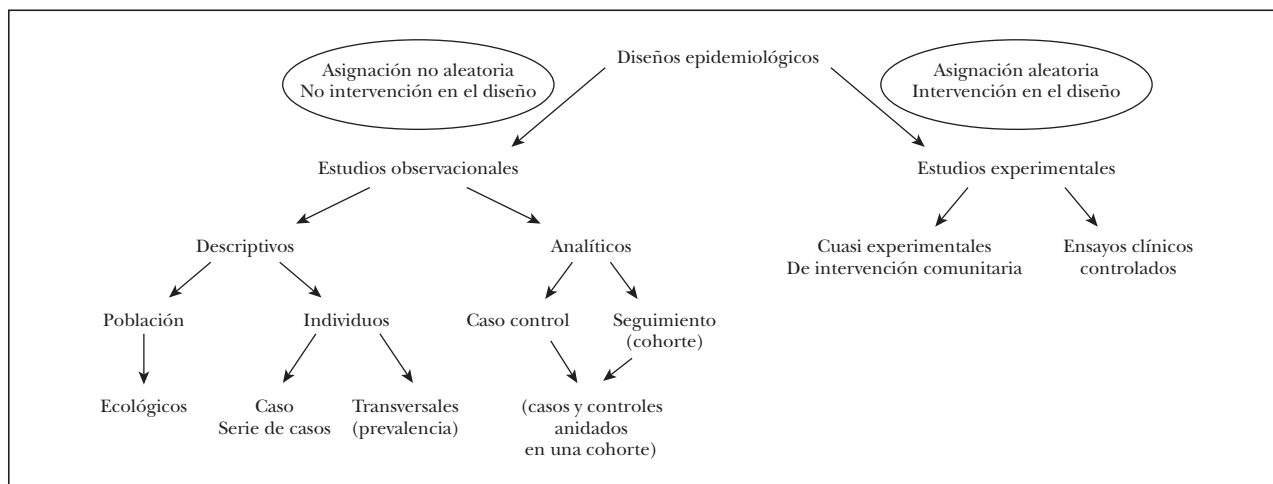 Diseños epidemiológicos
Asignación no aleatoria
No intervención en el diseño
Asignación aleatoria
Intervención en el diseño
Estudios observacionales
Estudios experimentales
Descriptivos
Analíticos
Cuasi experimentales
De intervención comunitaria
Ensayos clínicos
controlados
Población
Individuos
Caso control
Seguimiento
(cohorte)
Ecológicos
Caso
Serie de casos
Transversales
(prevalencia)
(casos y controles
anidados
en una cohorte)